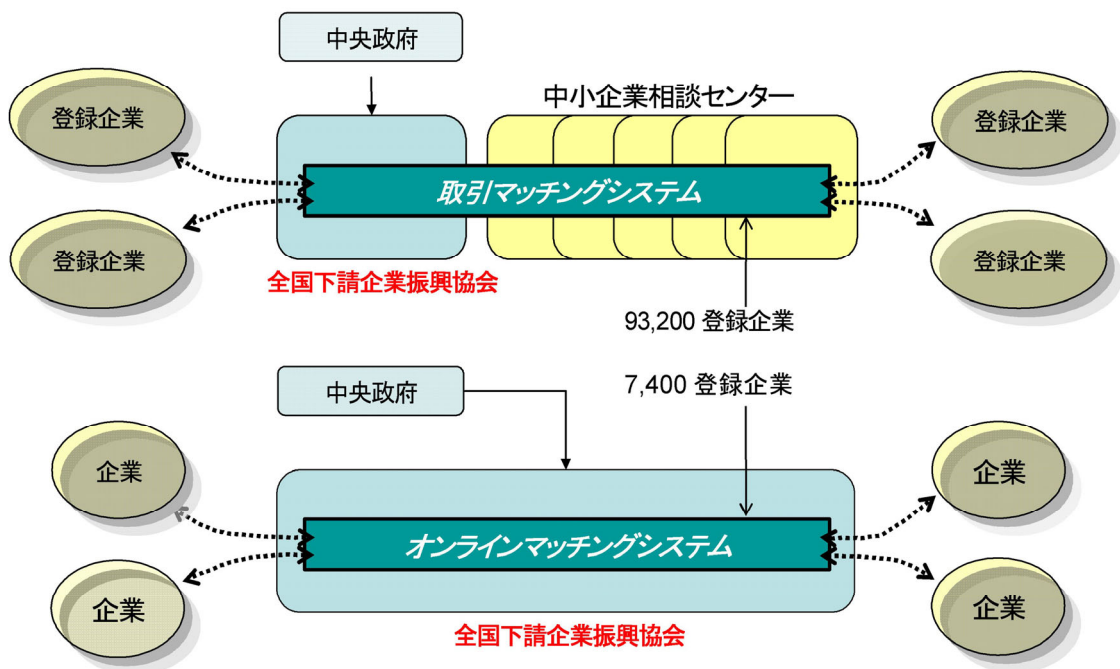 中央政府
中小企業相談センター
登録企業
登録企業
取引マッチングシステム
登録企業
登録企業
全国下請企業振興協会
93,200 登録企業
中央政府
7,400 登録企業
企業
企業
オンラインマッチングシステム
企業
企業
全国下請企業振興協会